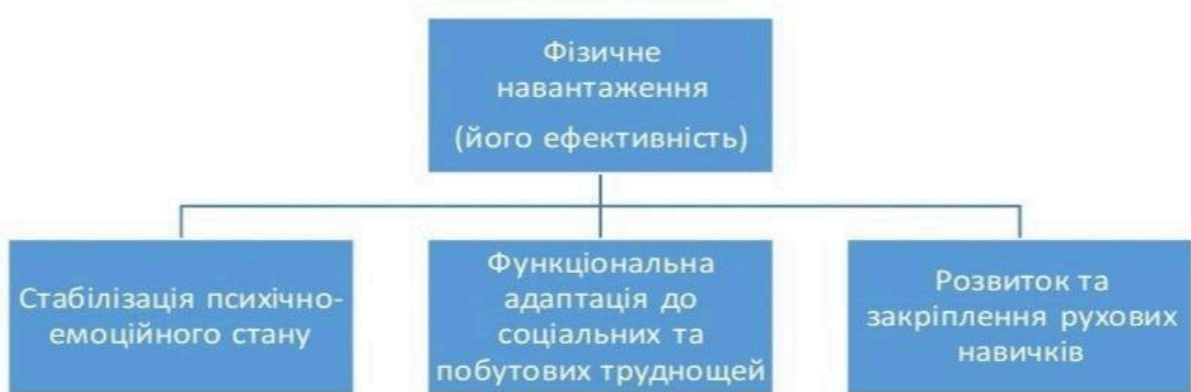 Фізичне
навантаження
(його ефективність)
Стабілізація психічно-
емоційного стану
Функціональна
адаптація до
соціальних та
побутових труднощей
Розвиток та
закріплення рухових
навичків